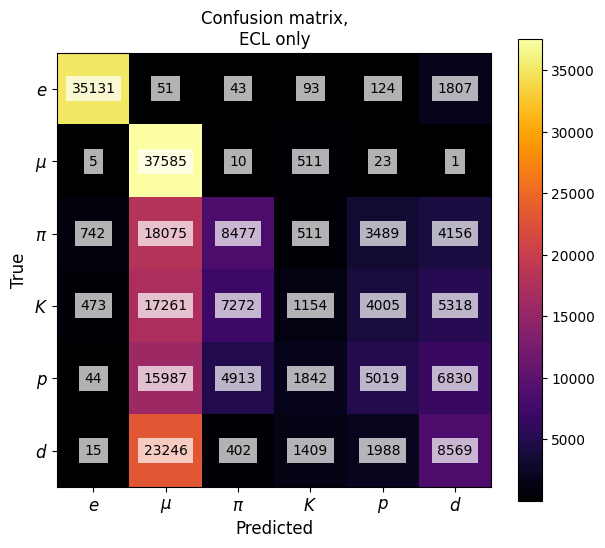 Confusion matrix,
ECL only
True
e 35131 51 43 93 124 1807
μ 5 37585 10 511 23 1
π 742 18075 8477 511 3489 4156
K 473 17261 7272 1154 4005 5318
p 44 15987 4913 1842 5019 6830
d 15 23246 402 1409 1988 8569
e μ π K p d
Predicted
35000
30000
25000
20000
15000
10000
5000